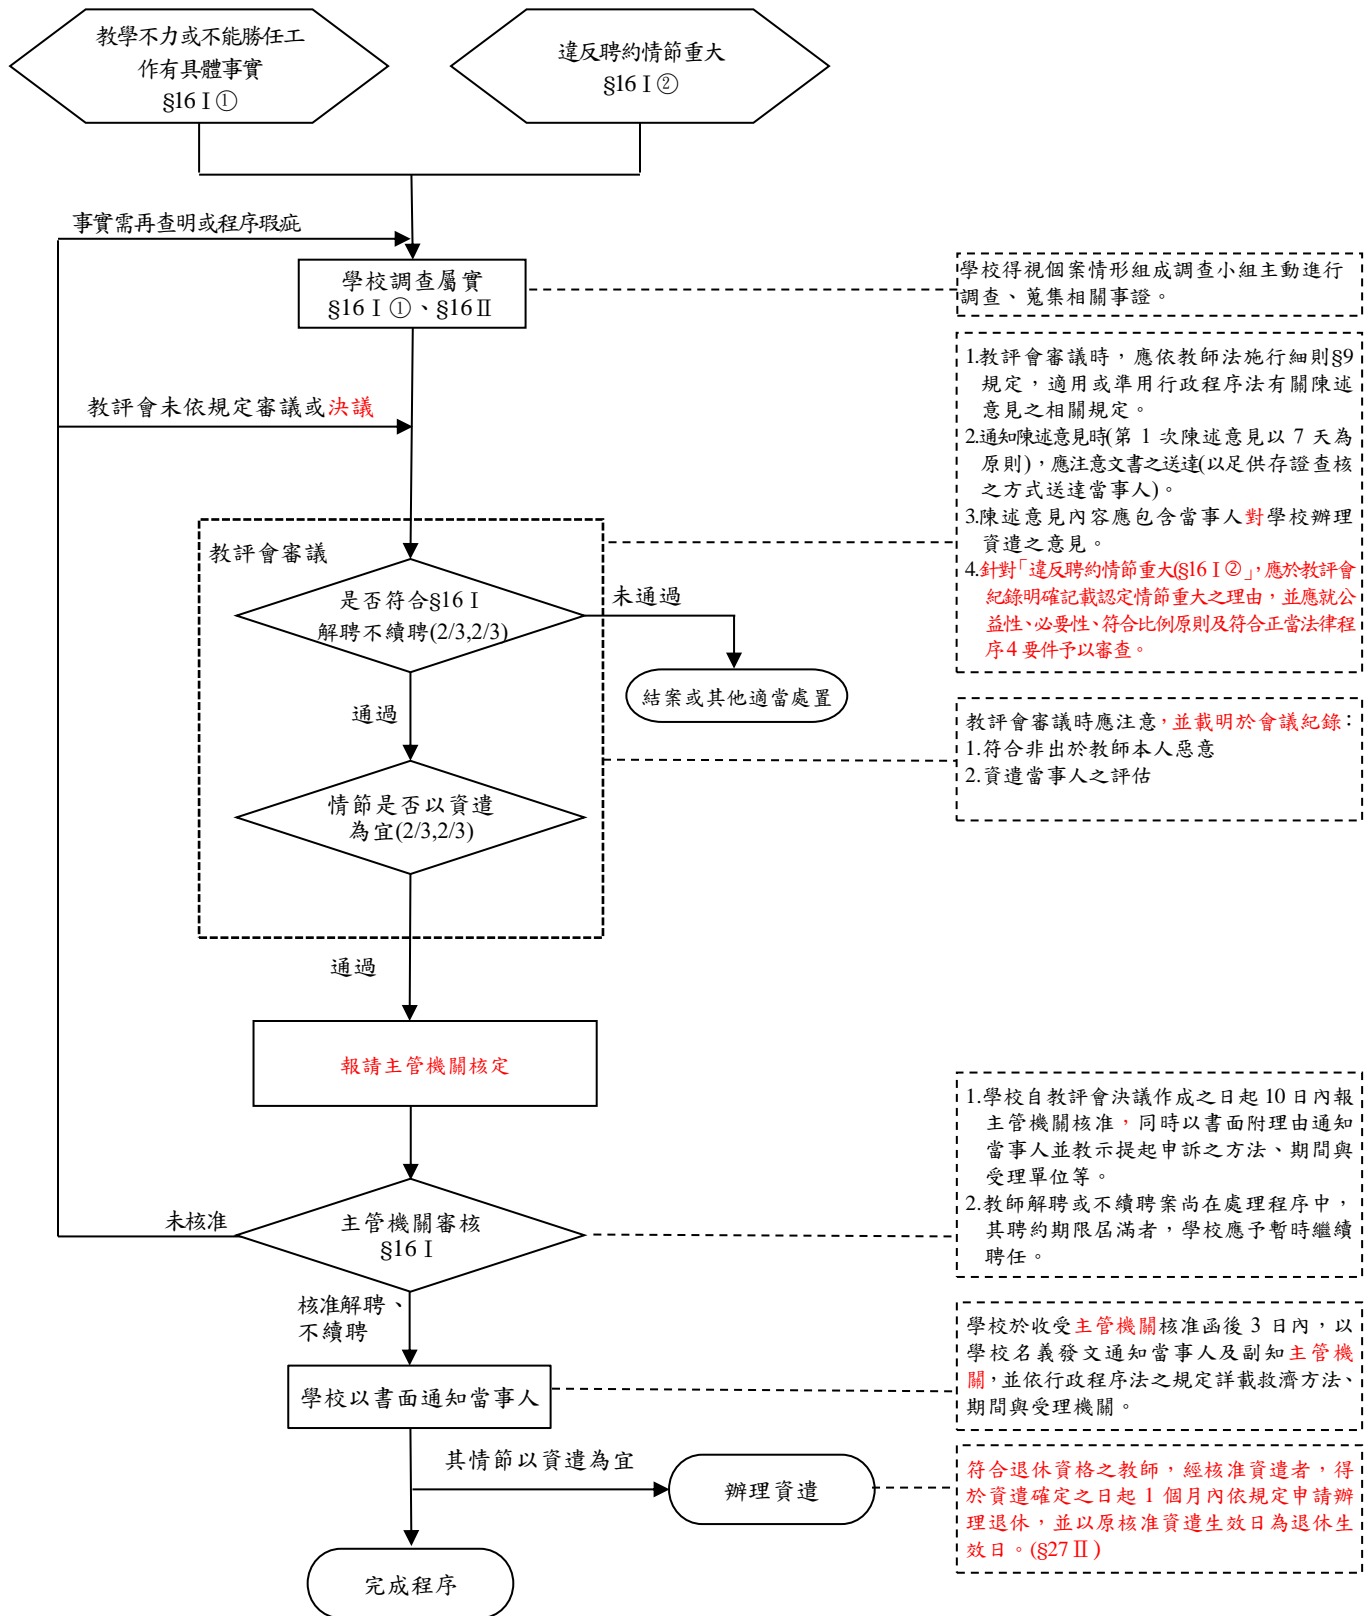 教學不力或不能勝任工
作有具體事實
§16Ⅰ①
違反聘約情節重大
§16Ⅰ②
事實需再查明或程序瑕疵
學校調查屬實
§16Ⅰ①、§16Ⅱ
學校得視個案情形組成調查小組主動進行
調查、蒐集相關事證。
教評會未依規定審議或決議
1.教評會審議時，應依教師法施行細則§9
規定，適用或準用行政程序法有關陳述
意見之相關規定。
2.通知陳述意見時(第 1 次陳述意見以 7 天為
原則)，應注意文書之送達(以足供存證查核
之方式送達當事人)。
3.陳述意見內容應包含當事人對學校辦理
資遣之意見。
4.針對「違反聘約情節重大(§16Ⅰ②」，應於教評會
紀錄明確記載認定情節重大之理由，並應就公
益性、必要性、符合比例原則及符合正當法律程
序 4 要件予以審查。
教評會審議
是否符合§16Ⅰ
解聘不續聘(2/3,2/3)
未通過
結案或其他適當處置
通過
教評會審議時應注意，並載明於會議紀錄：
1.符合非出於教師本人惡意
2.資遣當事人之評估
情節是否以資遣
為宜(2/3,2/3)
通過
報請主管機關核定
1.學校自教評會決議作成之日起 10 日內報
主管機關核准，同時以書面附理由通知
當事人並教示提起申訴之方法、期間與
受理單位等。
2.教師解聘或不續聘案尚在處理程序中，
其聘約期限屆滿者，學校應予暫時繼續
聘任。
未核准
主管機關審核
§16Ⅰ
核准解聘、
不續聘
學校於收受主管機關核准函後 3 日內，以
學校名義發文通知當事人及副知主管機
關，並依行政程序法之規定詳載救濟方法、
期間與受理機關。
學校以書面通知當事人
其情節以資遣為宜
辦理資遣
符合退休資格之教師，經核准資遣者，得
於資遣確定之日起 1 個月內依規定申請辦
理退休，並以原核准資遣生效日為退休生
效日。(§27Ⅱ)
完成程序